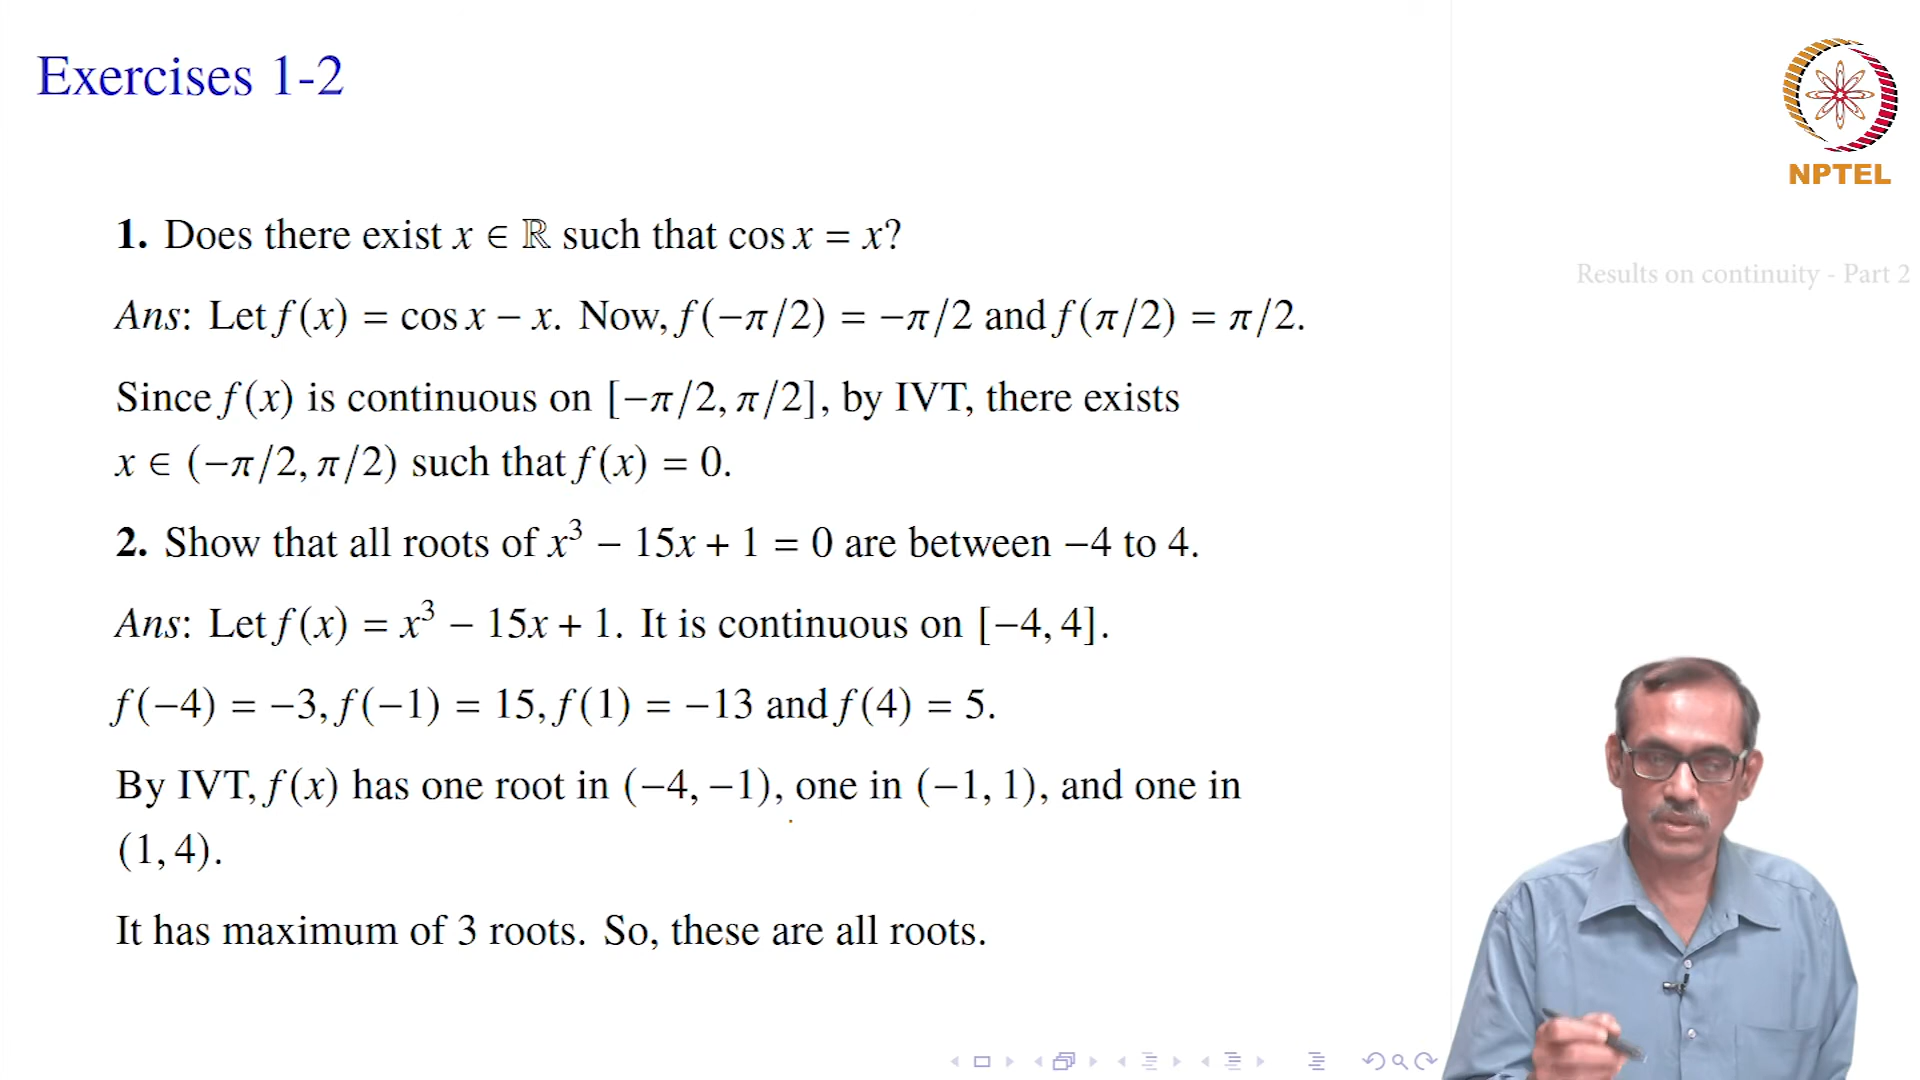 Exercises 1-2
NPTEL
1. Does there exist x ∈ ℝ such that cos x = x?
Results on continuity - Part 2
Ans: Let f(x) = cos x − x. Now, f(−π/2) = −π/2 and f(π/2) = π/2.
Since f(x) is continuous on [−π/2, π/2], by IVT, there exists
x ∈ (−π/2, π/2) such that f(x) = 0.
2. Show that all roots of x³ − 15x + 1 = 0 are between −4 to 4.
Ans: Let f(x) = x³ − 15x + 1. It is continuous on [−4, 4].
f(−4) = −3, f(−1) = 15, f(1) = −13 and f(4) = 5.
By IVT, f(x) has one root in (−4, −1), one in (−1, 1), and one in
(1, 4).
It has maximum of 3 roots. So, these are all roots.